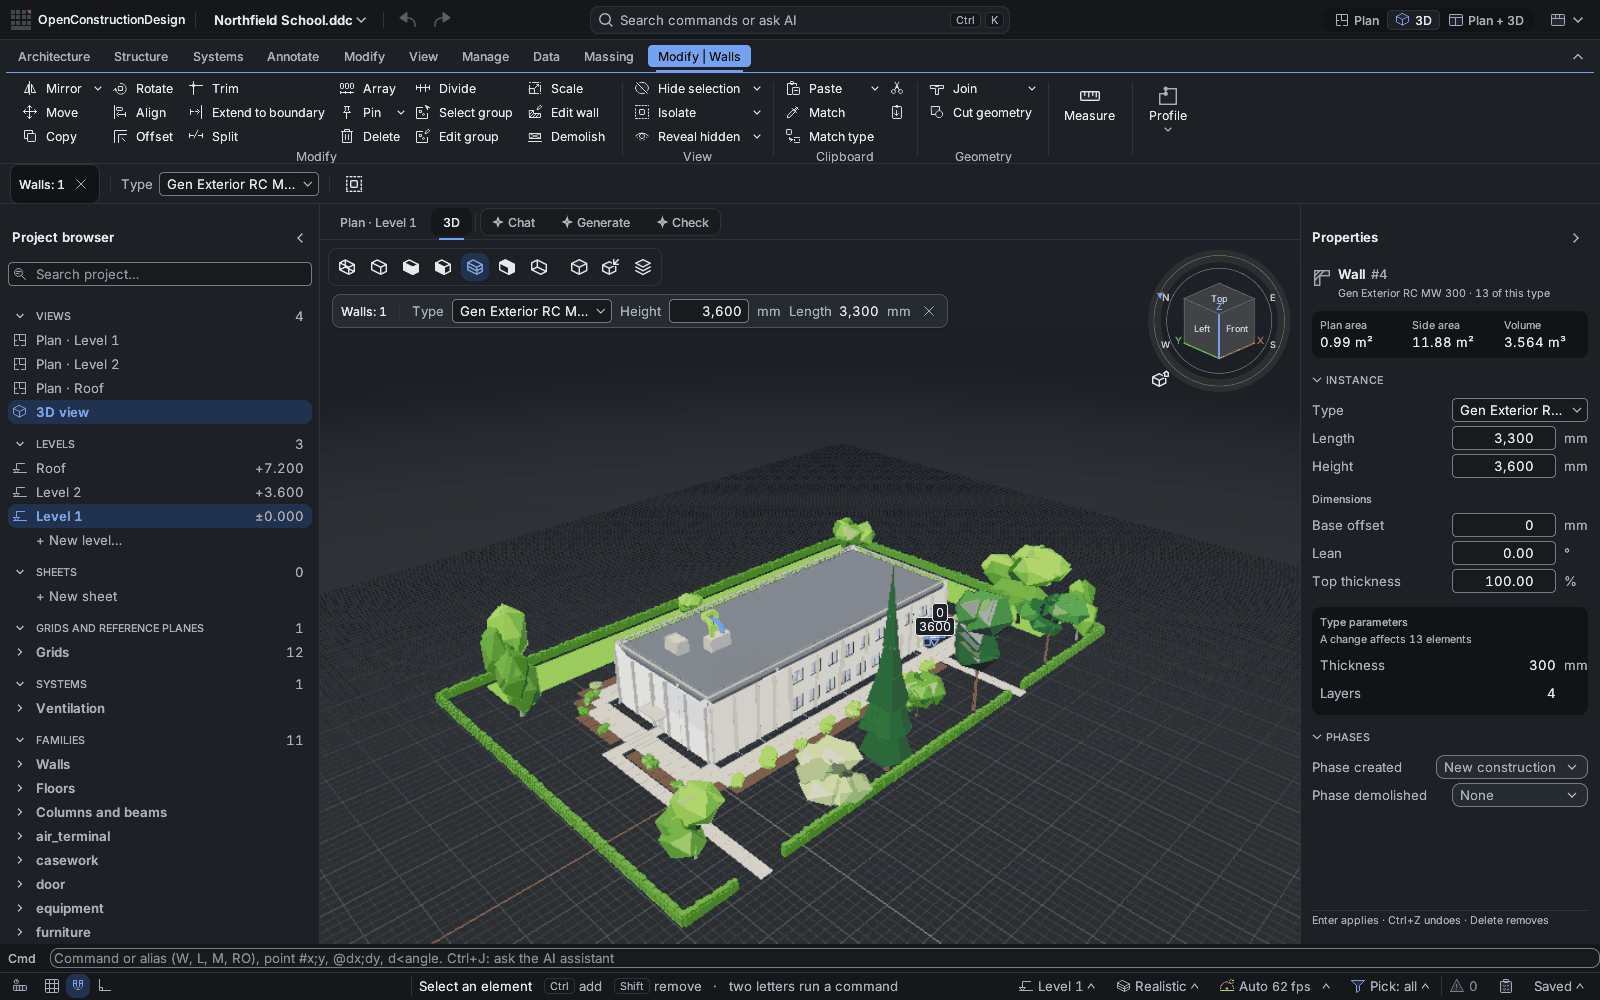 OpenConstructionDesign
Northfield School.ddc
Search commands or ask AI
Ctrl K
Plan 3D Plan + 3D
Architecture Structure Systems Annotate Modify View Manage Data Massing Modify | Walls
Mirror Rotate Trim Array Divide Scale
Move Align Extend to boundary Pin Select group Edit wall
Copy Offset Split Delete Edit group Demolish
Modify
Hide selection
Isolate
Reveal hidden
View
Paste
Match
Match type
Clipboard
Join
Cut geometry
Geometry
Measure
Profile
Walls: 1 Type Gen Exterior RC M...
Project browser
Search project...
VIEWS 4
Plan · Level 1
Plan · Level 2
Plan · Roof
3D view
LEVELS 3
Roof +7.200
Level 2 +3.600
Level 1 ±0.000
+ New level...
SHEETS 0
+ New sheet
GRIDS AND REFERENCE PLANES 1
Grids 12
SYSTEMS 1
Ventilation
FAMILIES 11
Walls
Floors
Columns and beams
air_terminal
casework
door
equipment
furniture
Plan · Level 1 3D Chat Generate Check
Walls: 1 Type Gen Exterior RC M... Height 3,600 mm Length 3,300 mm
N E
Top
Z
Left Front
W Y X S
0
3600
Properties
Wall #4
Gen Exterior RC MW 300 · 13 of this type
Plan area Side area Volume
0.99 m² 11.88 m² 3.564 m³
INSTANCE
Type Gen Exterior R...
Length 3,300 mm
Height 3,600 mm
Dimensions
Base offset 0 mm
Lean 0.00 °
Top thickness 100.00 %
Type parameters
A change affects 13 elements
Thickness 300 mm
Layers 4
PHASES
Phase created New construction
Phase demolished None
Enter applies · Ctrl+Z undoes · Delete removes
Cmd Command or alias (W, L, M, RO), point #x;y, @dx;dy, d<angle. Ctrl+J: ask the AI assistant
Select an element Ctrl add Shift remove · two letters run a command
Level 1 Realistic Auto 62 fps Pick: all 0 Saved